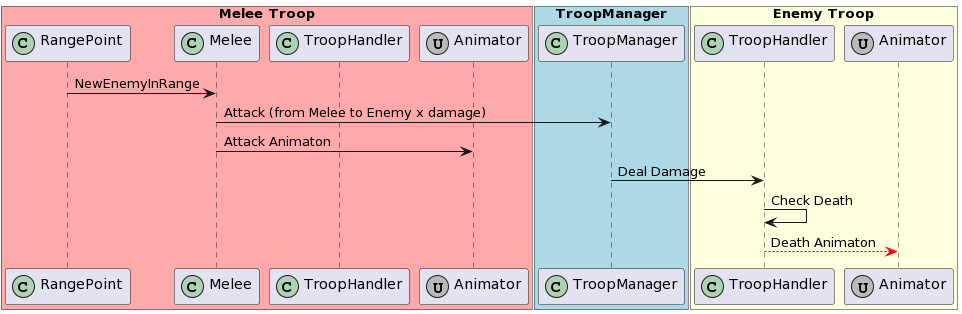 Melee Troop TroopManager Enemy Troop
C RangePoint C Melee C TroopHandler U Animator C TroopManager C TroopHandler U Animator
NewEnemyInRange
Attack (from Melee to Enemy x damage)
Attack Animaton
Deal Damage
Check Death
Death Animaton
C RangePoint C Melee C TroopHandler U Animator C TroopManager C TroopHandler U Animator